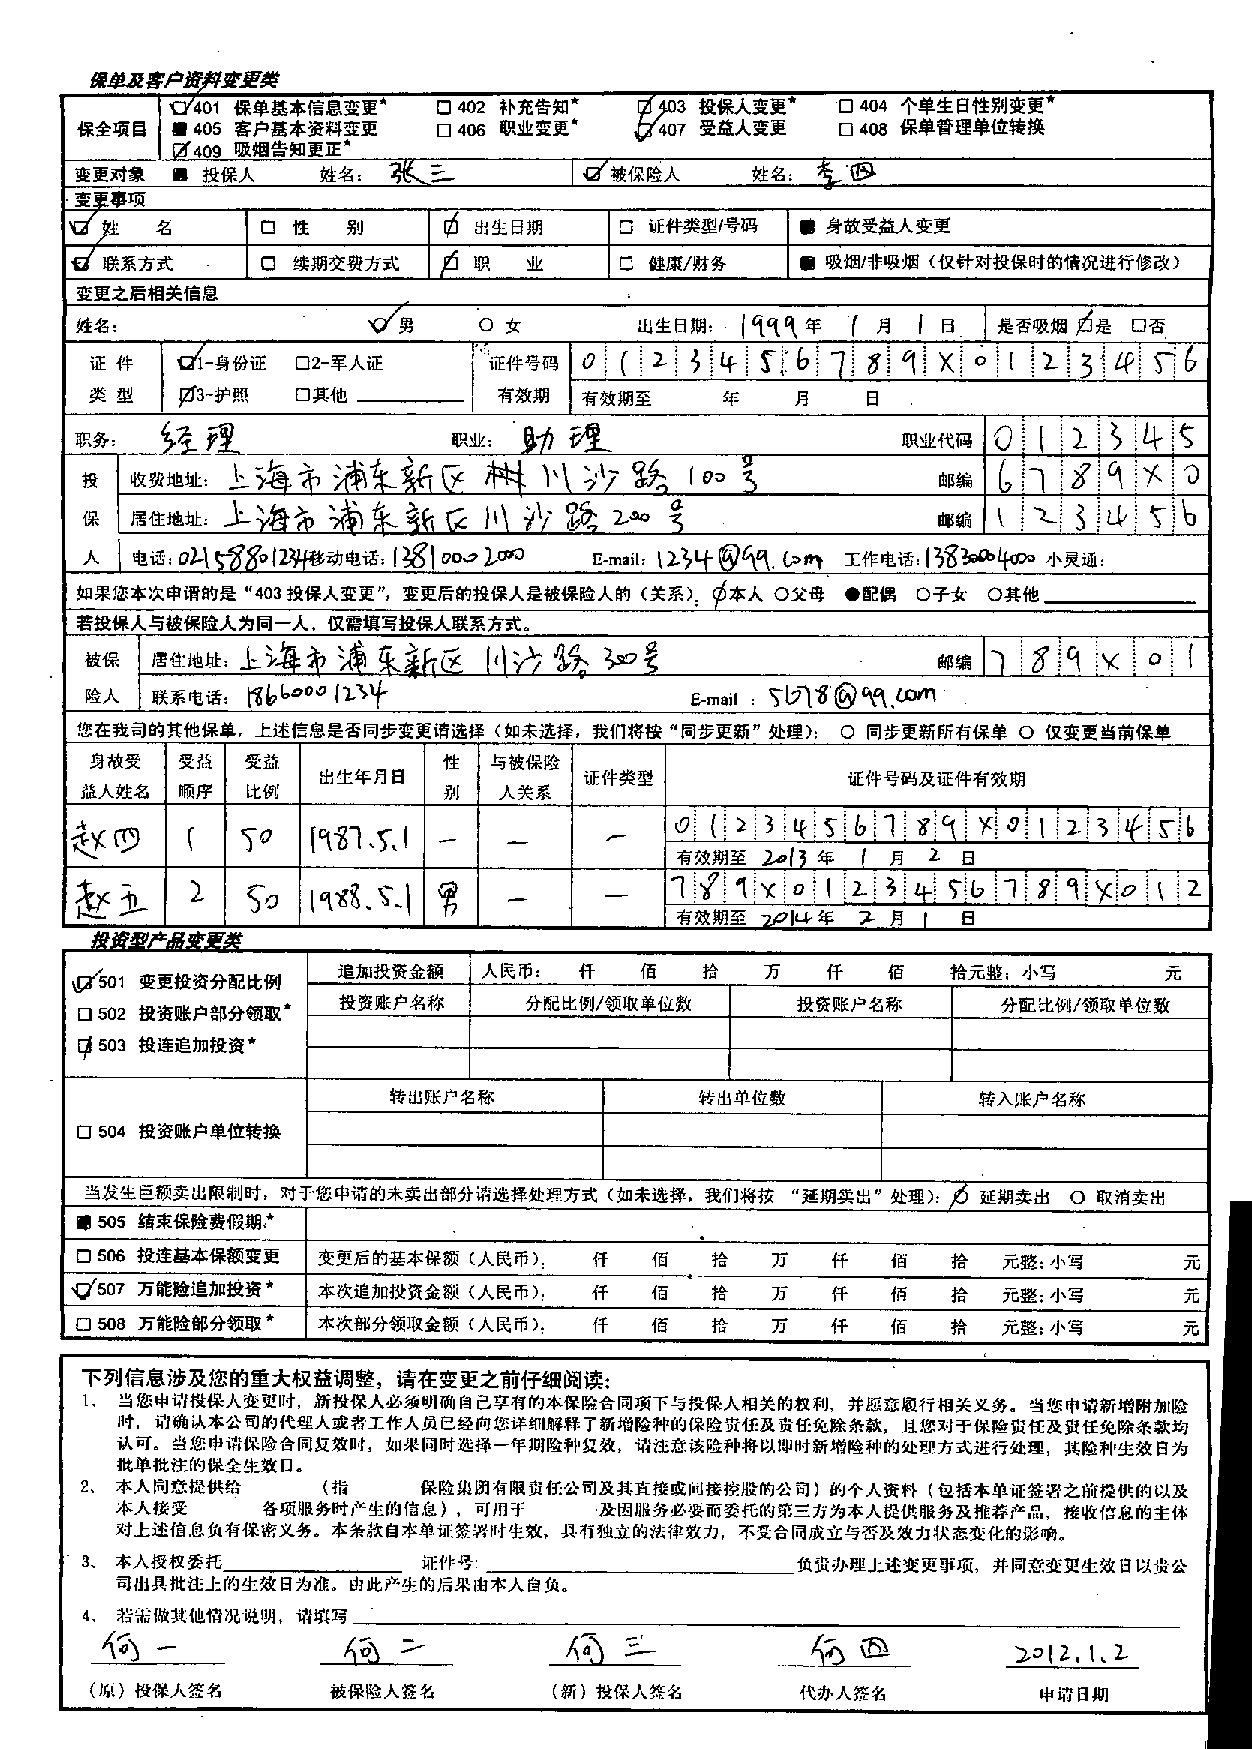 保单及客户资料变更类
保全项目 ☑401 保单基本信息变更* □402 补充告知* ☑403 投保人变更* □404 个单生日性别变更*
■405 客户基本资料变更 □406 职业变更* ☑407 受益人变更 □408 保单管理单位转换
☑409 吸烟告知更正*
变更对象 ■ 投保人 姓名: 张三 ☑被保险人 姓名: 李四
变更事项
☑姓 名 □ 性 别 ☑ 出生日期 □ 证件类型/号码 ■ 身故受益人变更
☑ 联系方式 □ 续期交费方式 ☑ 职 业 □ 健康/财务 ■ 吸烟/非吸烟（仅针对投保时的情况进行修改）
变更之后相关信息
姓名: ☑男 ○女 出生日期: 1999年 1月 1日 是否吸烟 ☑是 □否
证件 ☑1-身份证 □2-军人证 证件号码 0123456789X0123456
类型 ☑3-护照 □其他 有效期 有效期至 年 月 日
职务: 经理 职业: 助理 职业代码 012345
投 收费地址: 上海市浦东新区 川沙路100号 邮编 6789X0
保 居住地址: 上海市浦东新区川沙路200号 邮编 123456
人 电话:02158801234移动电话:13810002000 E-mail: 1234@qq.com 工作电话:13830004000 小灵通:
如果您本次申请的是“403投保人变更”, 变更后的投保人是被保险人的（关系）: ☑本人 ○父母 ●配偶 ○子女 ○其他
若投保人与被保险人为同一人, 仅需填写投保人联系方式。
被保 居住地址: 上海市浦东新区川沙路300号 邮编 789X01
险人 联系电话: 18660001234 E-mail : 5678@qq.com
您在我司的其他保单, 上述信息是否同步变更请选择（如未选择, 我们将按“同步更新”处理）: ○ 同步更新所有保单 ○ 仅变更当前保单
身故受益人姓名 受益顺序 受益比例 出生年月日 性别 与被保险人关系 证件类型 证件号码及证件有效期
赵四 1 50 1987.5.1 — — — 0123456789X0123456
有效期至 2013 年 1 月 2 日
赵五 2 50 1988.5.1 男 — — 789X0123456789X012
有效期至 2014年 2 月 1 日
投资型产品变更类
☑501 变更投资分配比例 追加投资金额 人民币: 仟 佰 拾 万 仟 佰 拾元整: 小写 元
□ 502 投资账户部分领取* 投资账户名称 分配比例/领取单位数 投资账户名称 分配比例/领取单位数
☑ 503 投连追加投资*
转出账户名称 转出单位数 转入账户名称
□ 504 投资账户单位转换
当发生巨额卖出限制时, 对于您申请的未卖出部分请选择处理方式（如未选择, 我们将按 “延期卖出”处理）: ☑ 延期卖出 ○ 取消卖出
■ 505 结束保险费假期*
□ 506 投连基本保额变更 变更后的基本保额（人民币）: 仟 佰 拾 万 仟 佰 拾 元整: 小写 元
☑507 万能险追加投资* 本次追加投资金额（人民币）: 仟 佰 拾 万 仟 佰 拾 元整: 小写 元
□ 508 万能险部分领取* 本次部分领取金额（人民币）: 仟 佰 拾 万 仟 佰 拾 元整: 小写 元
下列信息涉及您的重大权益调整, 请在变更之前仔细阅读:
1、当您申请投保人变更时, 新投保人必须明确自己享有的本保险合同项下与投保人相关的权利, 并愿意履行相关义务。当您申请新增附加险
时, 请确认本公司的代理人或者工作人员已经向您详细解释了新增险种的保险责任及责任免除条款, 且您对于保险责任及责任免除条款均
认可。当您申请保险合同复效时, 如果同时选择一年期险种复效, 请注意该险种将以即时新增险种的处理方式进行处理, 其险种生效日为
批单批注的保全生效日。
2、本人同意提供给 （指 保险集团有限责任公司及其直接或间接控股的公司）的个人资料（包括本单证签署之前提供的以及
本人接受 各项服务时产生的信息）, 可用于 及因服务必要而委托的第三方为本人提供服务及推荐产品, 接收信息的主体
对上述信息负有保密义务。本条款自本单证签署时生效, 具有独立的法律效力, 不受合同成立与否及效力状态变化的影响。
3、本人授权委托 证件号: 负责办理上述变更事项, 并同意变更生效日以贵公
司出具批注上的生效日为准。由此产生的后果由本人自负。
4、若需做其他情况说明, 请填写
何一 何二 何三 何四 2012.1.2
（原）投保人签名 被保险人签名 （新）投保人签名 代办人签名 申请日期